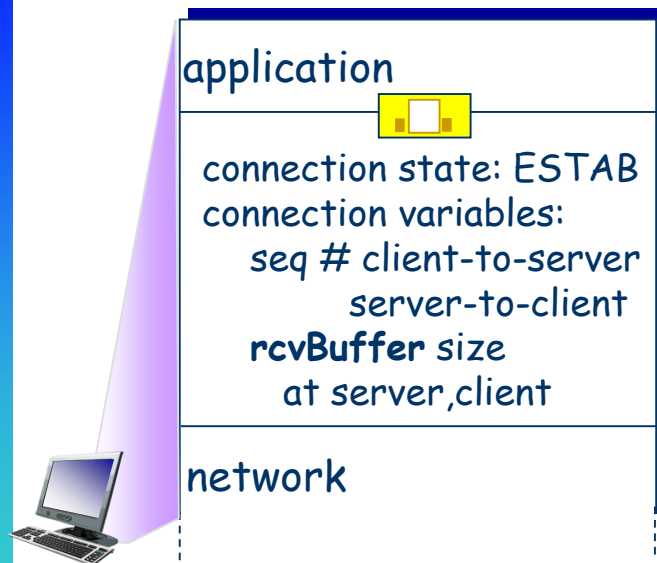 application
connection state: ESTAB
connection variables:
seq # client-to-server
server-to-client
rcvBuffer size
at server,client
network